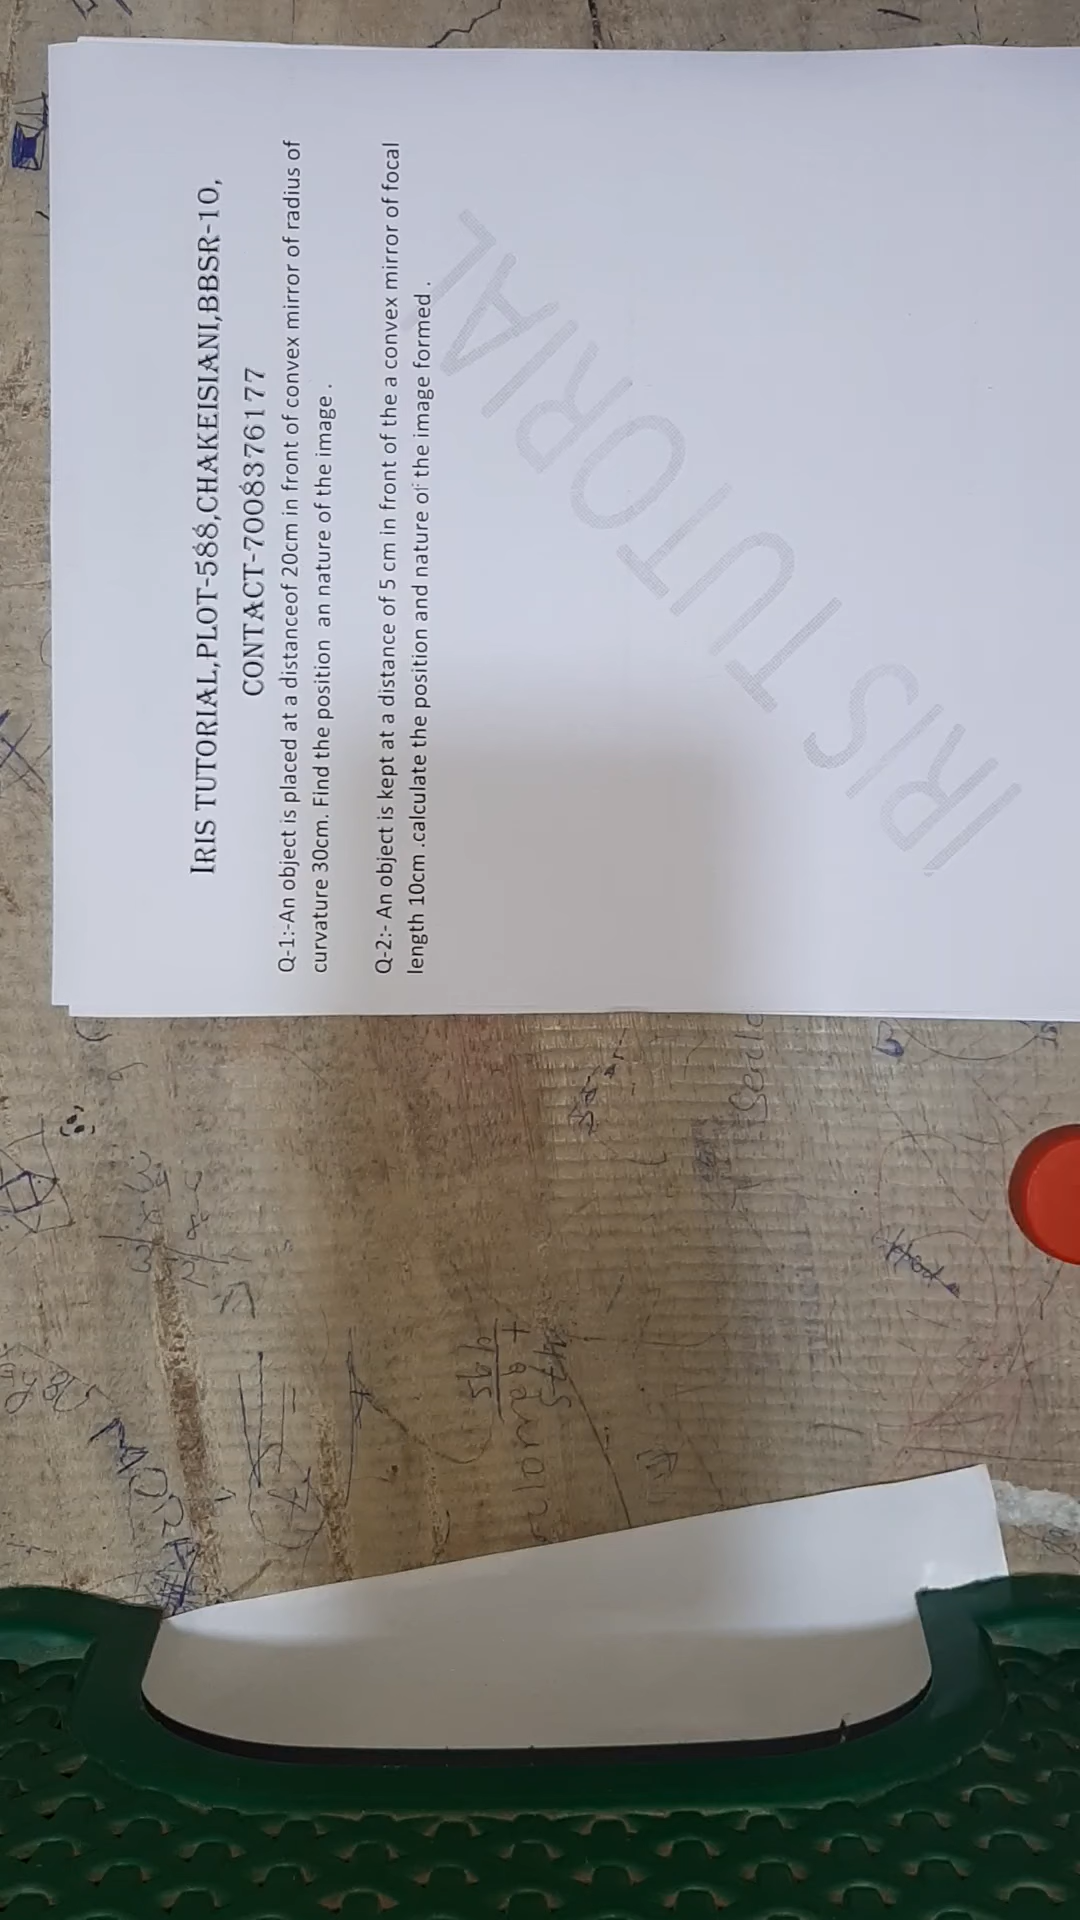 IRIS TUTORIAL,PLOT-588,CHAKEISIANI,BBSR-10,
CONTACT-7008376177
Q-1:-An object is placed at a distanceof 20cm in front of convex mirror of radius of
curvature 30cm. Find the position an nature of the image .
Q-2:- An object is kept at a distance of 5 cm in front of the a convex mirror of focal
length 10cm .calculate the position and nature of the image formed .
IRIS TUTORIAL